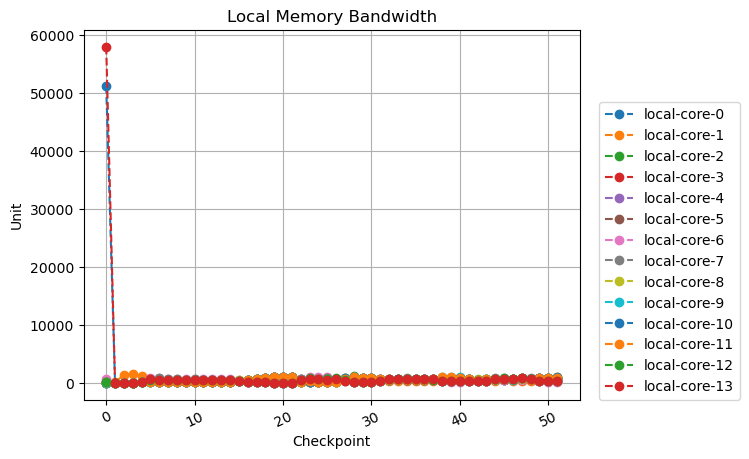 Local Memory Bandwidth
Unit
60000
50000
40000
30000
20000
10000
0
0
10
20
30
40
50
Checkpoint
local-core-0
local-core-1
local-core-2
local-core-3
local-core-4
local-core-5
local-core-6
local-core-7
local-core-8
local-core-9
local-core-10
local-core-11
local-core-12
local-core-13